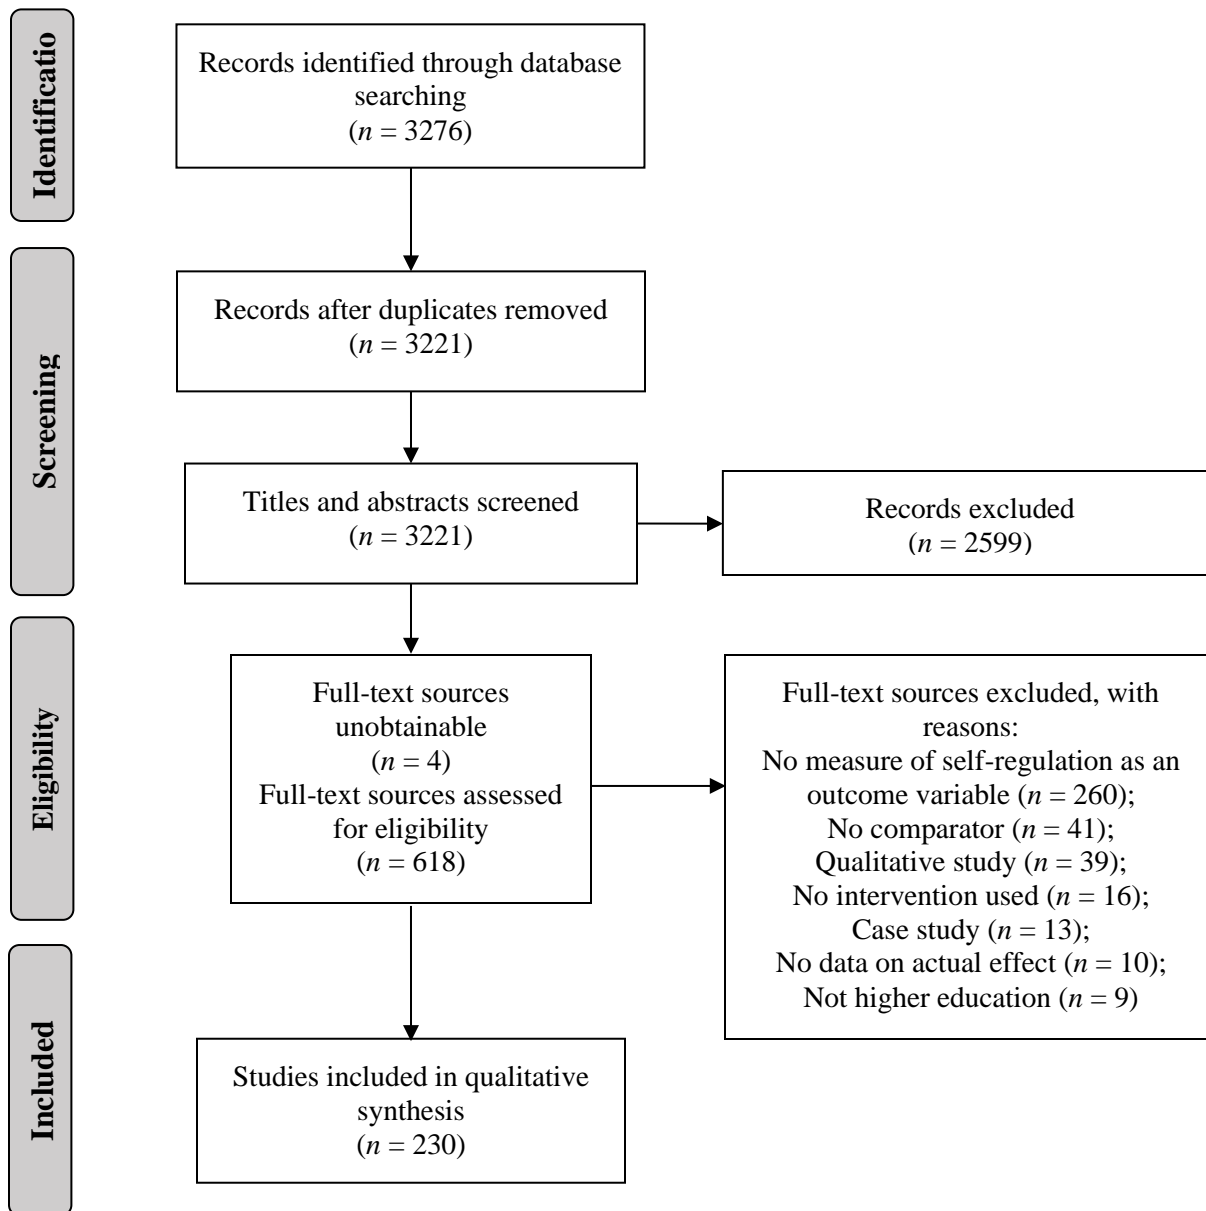 Identificatio
Records identified through database
searching
(n = 3276)
Screening
Records after duplicates removed
(n = 3221)
Titles and abstracts screened
(n = 3221)
Records excluded
(n = 2599)
Eligibility
Full-text sources
unobtainable
(n = 4)
Full-text sources assessed
for eligibility
(n = 618)
Full-text sources excluded, with
reasons:
No measure of self-regulation as an
outcome variable (n = 260);
No comparator (n = 41);
Qualitative study (n = 39);
No intervention used (n = 16);
Case study (n = 13);
No data on actual effect (n = 10);
Not higher education (n = 9)
Included
Studies included in qualitative
synthesis
(n = 230)